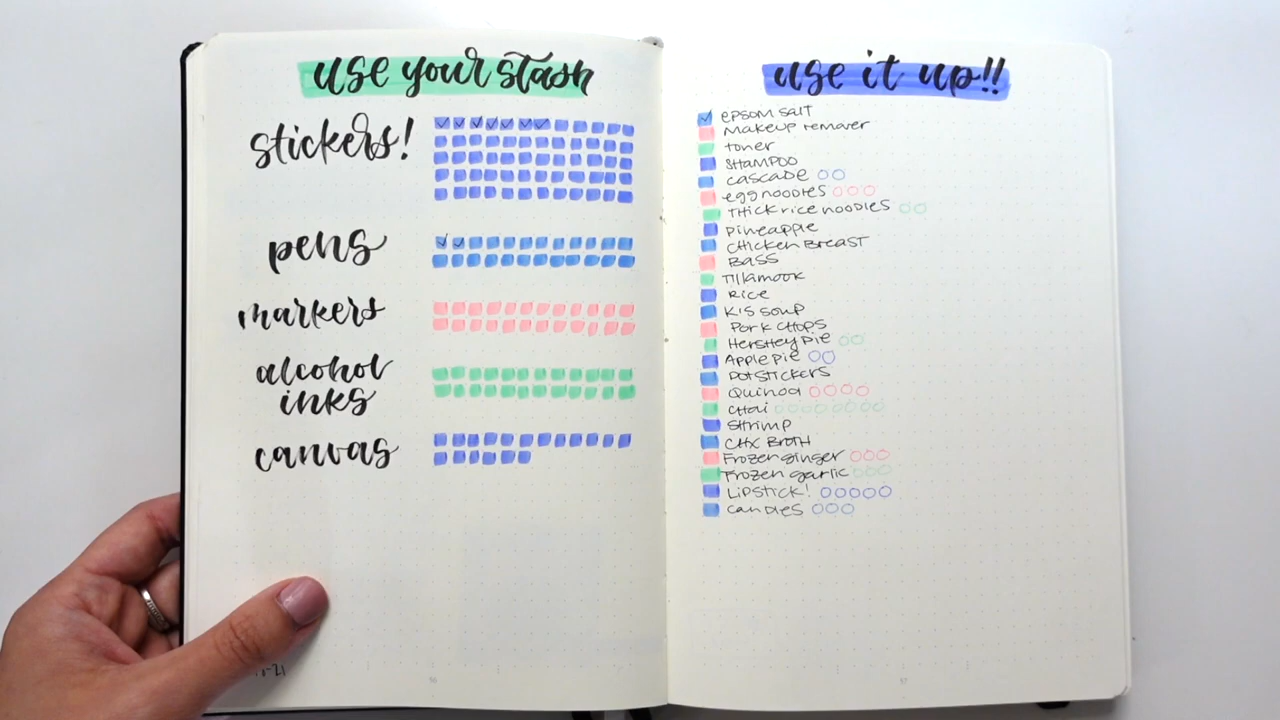 use your stash
stickers!
pens
markers
alcohol
inks
canvas
use it up!!
epsom salt
makeup remover
toner
SHAMPOO
cascade
egg noodles
THick rice noodles
pineapple
CHicken Breast
Bass
Tillamook
Rice
K's soup
Pork CHops
Hershey pie
Apple pie
Potstickers
Quinoa
CHai
SHrimp
CHX BrotH
Frozen ginger
Frozen garlic
Lipstick!
candles